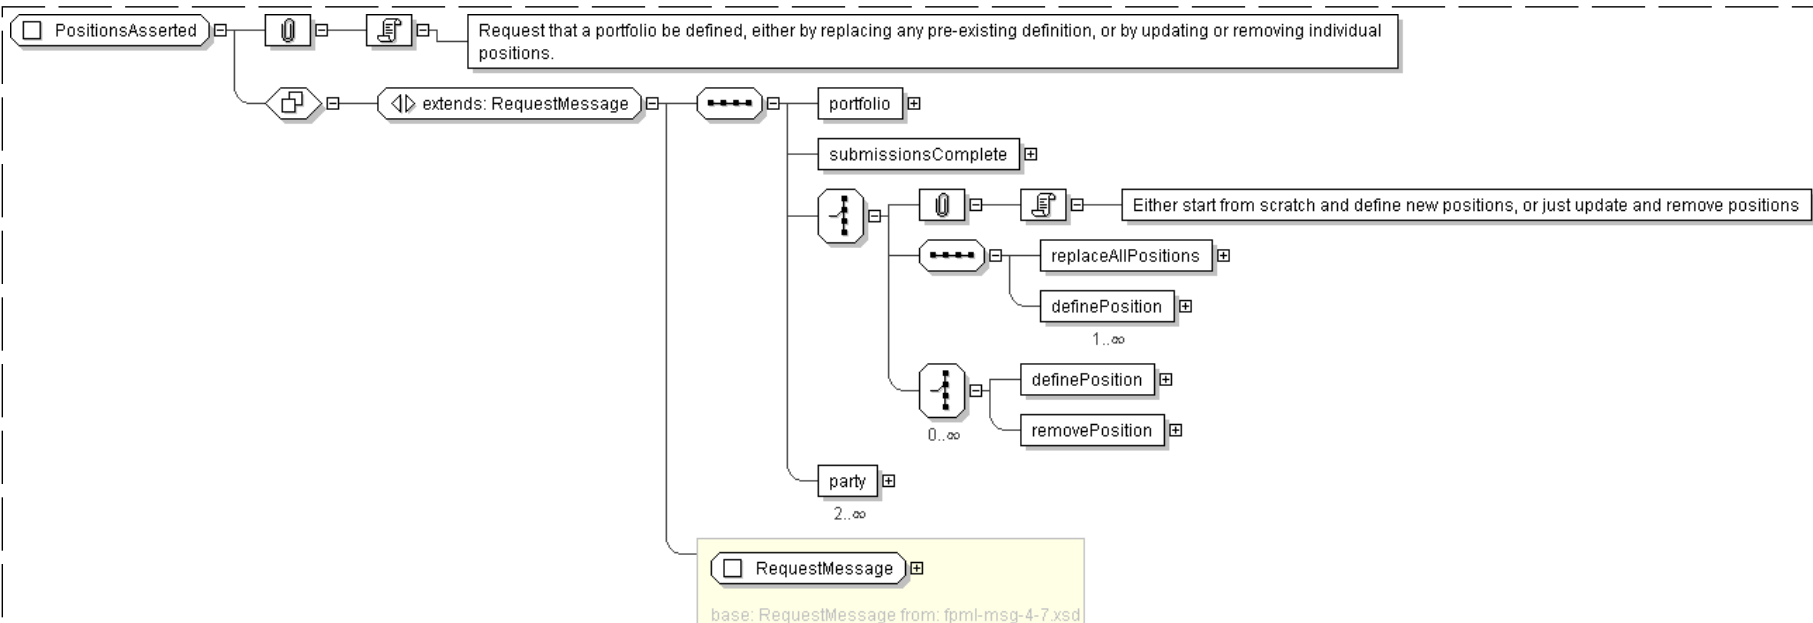 PositionsAsserted
Request that a portfolio be defined, either by replacing any pre-existing definition, or by updating or removing individual
positions.
extends: RequestMessage
portfolio
submissionsComplete
Either start from scratch and define new positions, or just update and remove positions
replaceAllPositions
definePosition
1..∞
definePosition
removePosition
0..∞
party
2..∞
RequestMessage
base: RequestMessage from: fpml-msg-4-7.xsd